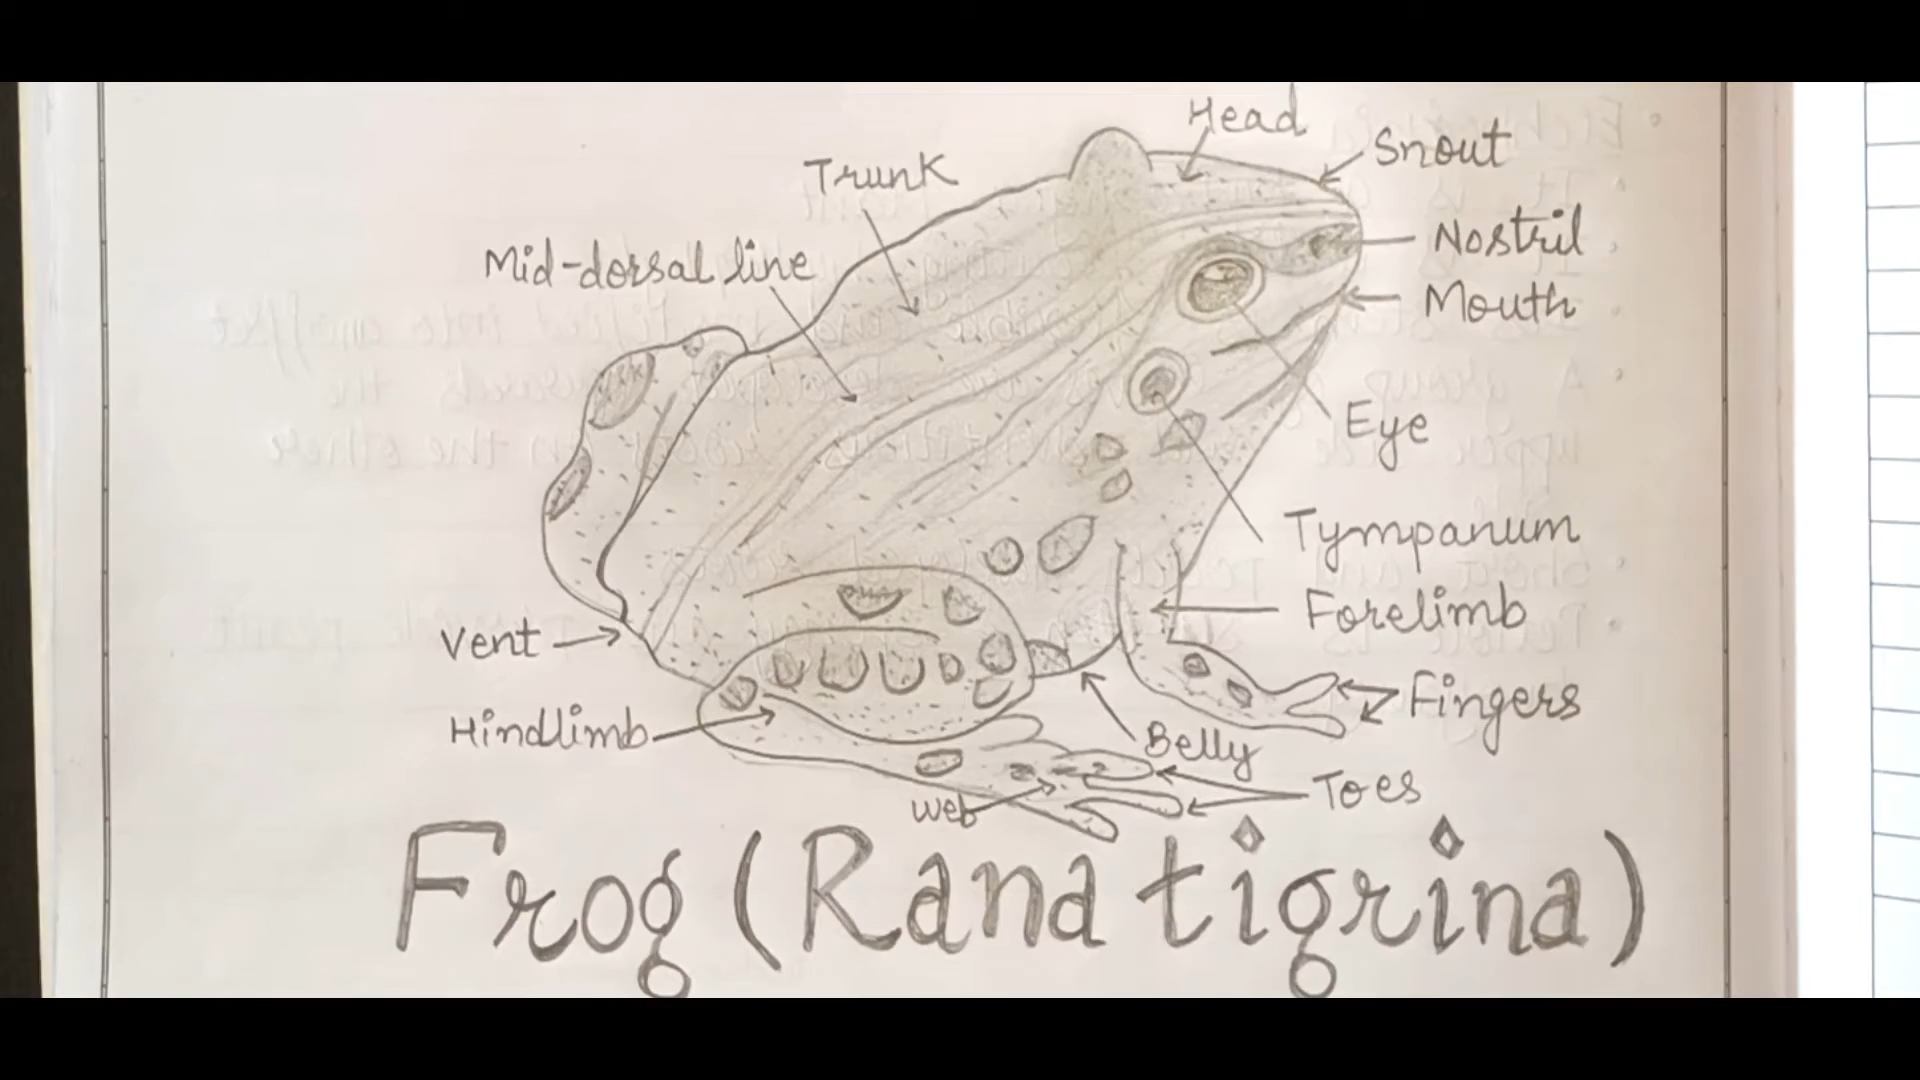 Head
Snout
Trunk
Nostril
Mid-dorsal line
Mouth
Eye
Tympanum
Forelimb
Vent
Fingers
Hindlimb
Belly
Toes
Web
Frog (Rana tigrina)